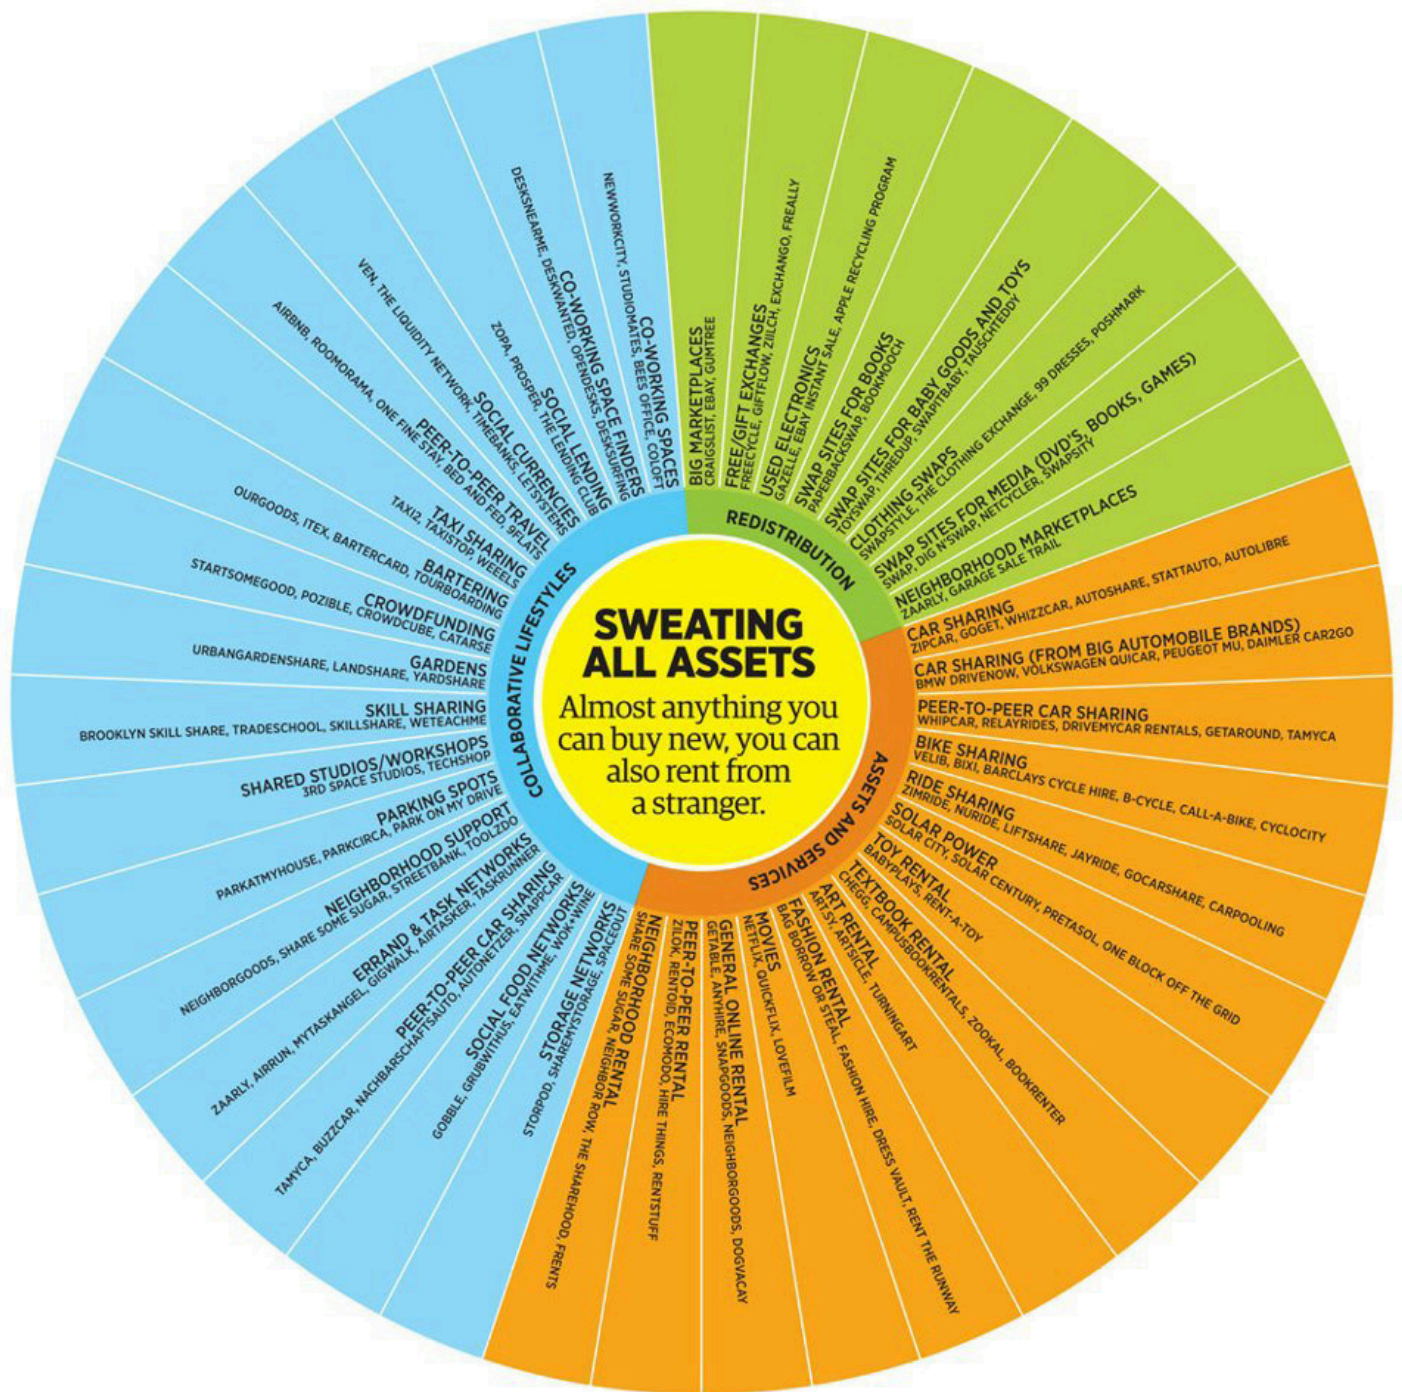 SWEATING
ALL ASSETS
Almost anything you
can buy new, you can
also rent from
a stranger.
REDISTRIBUTION
BIG MARKETPLACES
CRAIGSLIST, EBAY, GUMTREE
FREE/GIFT EXCHANGES
FREECYCLE, GIFTFLOW, ZIILCH, EXCHANGO, FREALLY
USED ELECTRONICS
GAZELLE, EBAY INSTANT SALE, APPLE RECYCLING PROGRAM
SWAP SITES FOR BOOKS
PAPERBACKSWAP, BOOKMOOCH
SWAP SITES FOR BABY GOODS AND TOYS
TOYSWAP, THREDUP, SWAPITBABY, TAUSCHTEDDY
CLOTHING SWAPS
SWAPSTYLE, THE CLOTHING EXCHANGE, 99 DRESSES, POSHMARK
SWAP SITES FOR MEDIA (DVD'S, BOOKS, GAMES)
SWAP, DIG N'SWAP, NETCYCLER, SWAPSITY
NEIGHBORHOOD MARKETPLACES
ZAARLY, GARAGE SALE TRAIL
ASSETS AND SERVICES
CAR SHARING
ZIPCAR, GOGET, WHIZZCAR, AUTOSHARE, STATTAUTO, AUTOLIBRE
CAR SHARING (FROM BIG AUTOMOBILE BRANDS)
BMW DRIVENOW, VOLKSWAGEN QUICAR, PEUGEOT MU, DAIMLER CAR2GO
PEER-TO-PEER CAR SHARING
WHIPCAR, RELAYRIDES, DRIVEMYCAR RENTALS, GETAROUND, TAMYCA
BIKE SHARING
VELIB, BIXI, BARCLAYS CYCLE HIRE, B-CYCLE, CALL-A-BIKE, CYCLOCITY
RIDE SHARING
ZIMRIDE, NURIDE, LIFTSHARE, JAYRIDE, GOCARSHARE, CARPOOLING
SOLAR POWER
SOLAR CITY, SOLAR CENTURY, PRETASOL, ONE BLOCK OFF THE GRID
TOY RENTAL
BABYPLAYS, RENT-A-TOY
TEXTBOOK RENTAL
CHEGG, CAMPUSBOOKRENTALS, ZOOKAL, BOOKRENTER
ART RENTAL
ART.SY, ARTSICLE, TURNINGART
FASHION RENTAL
BAG BORROW OR STEAL, FASHION HIRE, DRESS VAULT, RENT THE RUNWAY
MOVIES
NETFLIX, QUICKFLIX, LOVEFILM
GENERAL ONLINE RENTAL
GETABLE, ANYHIRE, SNAPGOODS, NEIGHBORGOODS, DOGVACAY
PEER-TO-PEER RENTAL
ZILOK, RENTOID, ECOMODO, HIRE THINGS, RENTSTUFF
NEIGHBORHOOD RENTAL
SHARE SOME SUGAR, NEIGHBOR ROW, THE SHAREHOOD, FRENTS
COLLABORATIVE LIFESTYLES
STORAGE NETWORKS
STORPOD, SHAREMYSTORAGE, SPACEOUT
SOCIAL FOOD NETWORKS
GOBBLE, GRUBWITHUS, EATWITHME, WOK+WINE
PEER-TO-PEER CAR SHARING
TAMYCA, BUZZCAR, NACHBARSCHAFTSAUTO, AUTONETZER, SNAPPCAR
ERRAND & TASK NETWORKS
ZAARLY, AIRRUN, MYTASKANGEL, GIGWALK, AIRTASKER, TASKRUNNER
NEIGHBORHOOD SUPPORT
NEIGHBORGOODS, SHARE SOME SUGAR, STREETBANK, TOOLZDO
PARKING SPOTS
PARKATMYHOUSE, PARKCIRCA, PARK ON MY DRIVE
SHARED STUDIOS/WORKSHOPS
3RD SPACE STUDIOS, TECHSHOP
SKILL SHARING
BROOKLYN SKILL SHARE, TRADESCHOOL, SKILLSHARE, WETEACHME
GARDENS
URBANGARDENSHARE, LANDSHARE, YARDSHARE
CROWDFUNDING
STARTSOMEGOOD, POZIBLE, CROWDCUBE, CATARSE
BARTERING
OURGOODS, ITEX, BARTERCARD, TOURBOARDING
TAXI SHARING
TAXI2, TAXISTOP, WEEELS
PEER-TO-PEER TRAVEL
AIRBNB, ROOMORAMA, ONE FINE STAY, BED AND FED, 9FLATS
SOCIAL CURRENCIES
VEN, THE LIQUIDITY NETWORK, TIMEBANKS, LETSYSTEMS
SOCIAL LENDING
ZOPA, PROSPER, THE LENDING CLUB
CO-WORKING SPACE FINDERS
DESKSNEARME, DESKWANTED, OPENDESKS, DESKSURFING
CO-WORKING SPACES
NEWWORKCITY, STUDIOMATES, BEES OFFICE, COLOFT